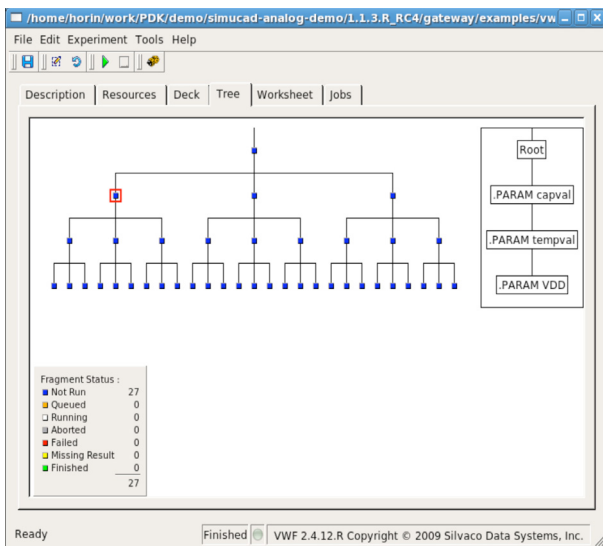 /home/horin/work/PDK/demo/simucad-analog-demo/1.1.3.R_RC4/gateway/examples/vw
File Edit Experiment Tools Help
Description Resources Deck Tree Worksheet Jobs
Root
.PARAM capval
.PARAM tempval
.PARAM VDD
Fragment Status :
Not Run 27
Queued 0
Running 0
Aborted 0
Failed 0
Missing Result 0
Finished 0
27
Ready Finished VWF 2.4.12.R Copyright © 2009 Silvaco Data Systems, Inc.